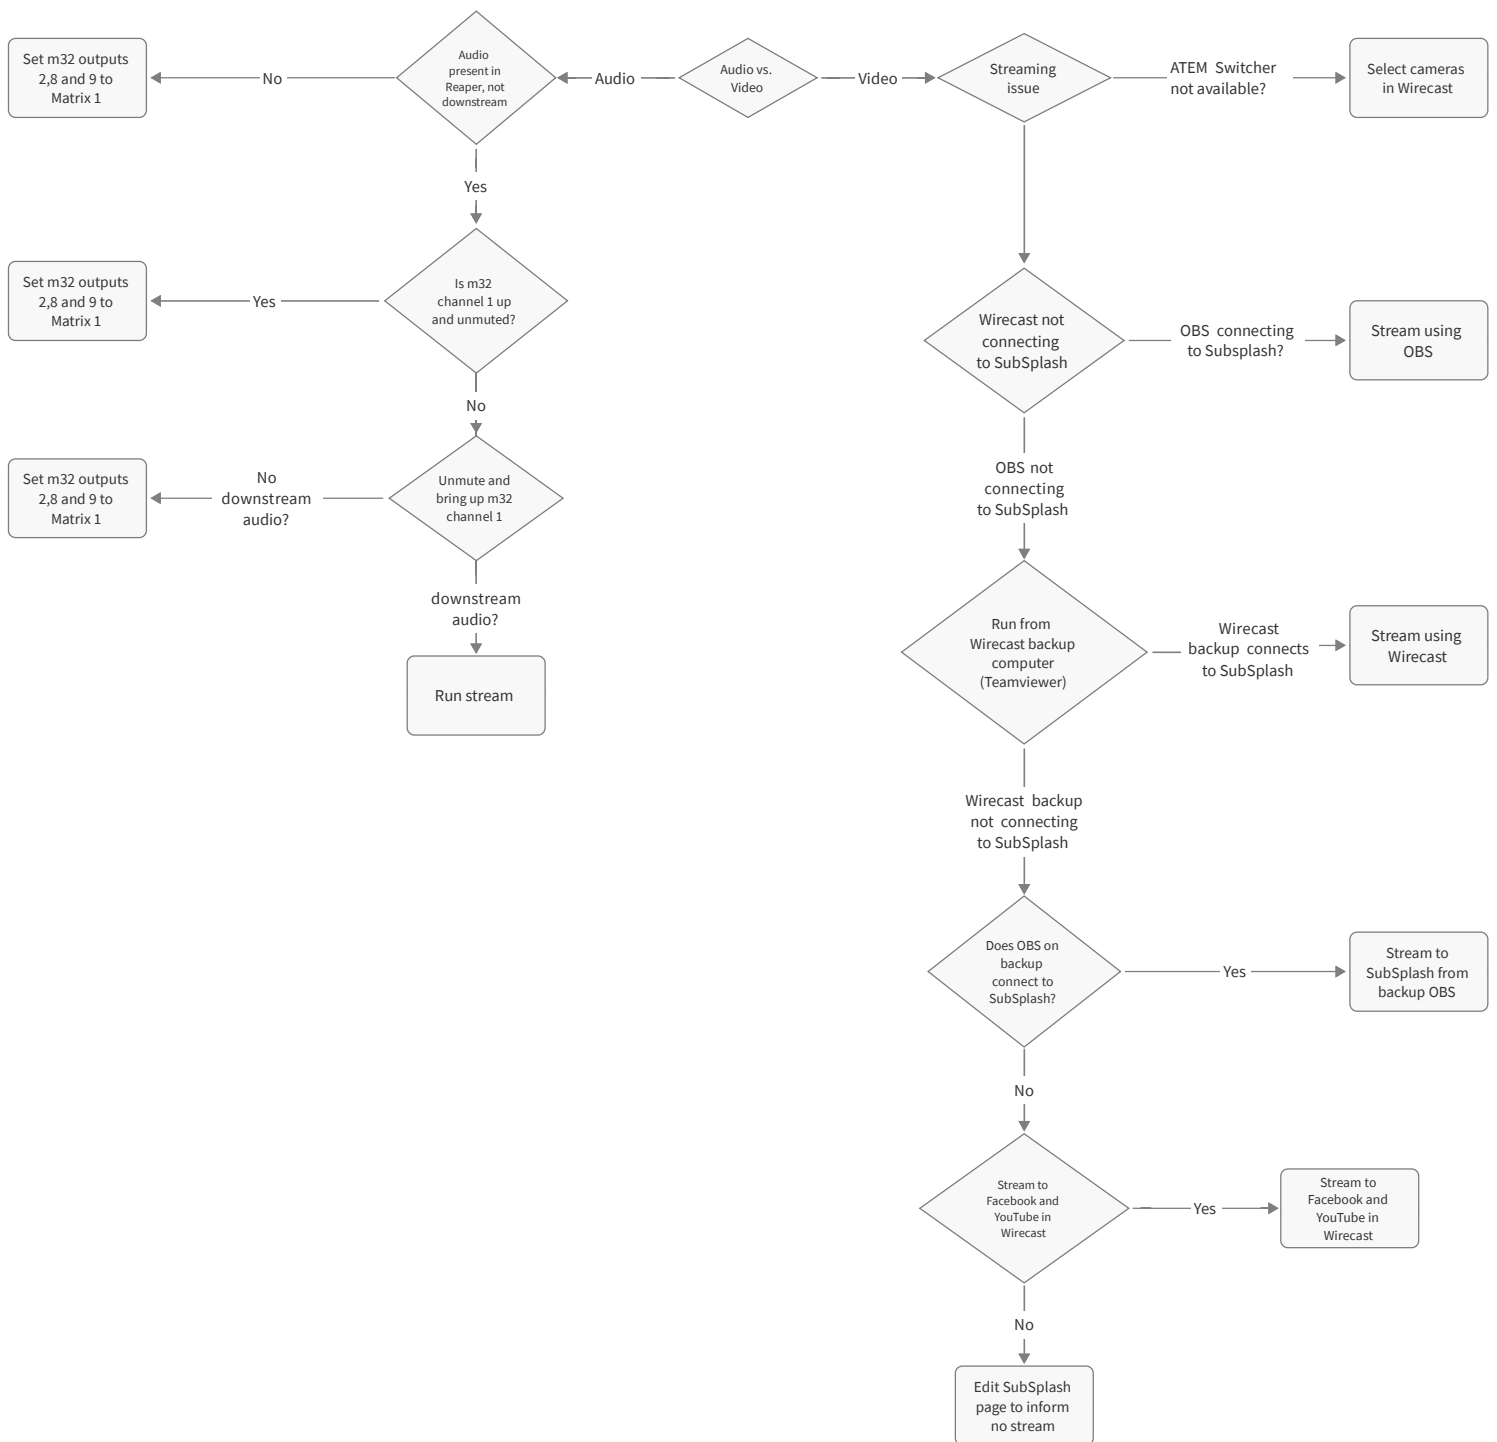 Set m32 outputs
2,8 and 9 to
Matrix 1
No
Audio
present in
Reaper, not
downstream
Audio
Audio vs.
Video
Video
Streaming
issue
ATEM Switcher
not available?
Select cameras
in Wirecast
Yes
Set m32 outputs
2,8 and 9 to
Matrix 1
Yes
Is m32
channel 1 up
and unmuted?
Wirecast not
connecting
to SubSplash
OBS connecting
to Subsplash?
Stream using
OBS
No
Set m32 outputs
2,8 and 9 to
Matrix 1
No
downstream
audio?
Unmute and
bring up m32
channel 1
OBS not
connecting
to SubSplash
downstream
audio?
Run stream
Run from
Wirecast backup
computer
(Teamviewer)
Wirecast
backup connects
to SubSplash
Stream using
Wirecast
Wirecast backup
not connecting
to SubSplash
Does OBS on
backup
connect to
SubSplash?
Yes
Stream to
SubSplash from
backup OBS
No
Stream to
Facebook and
YouTube in
Wirecast
Yes
Stream to
Facebook and
YouTube in
Wirecast
No
Edit SubSplash
page to inform
no stream